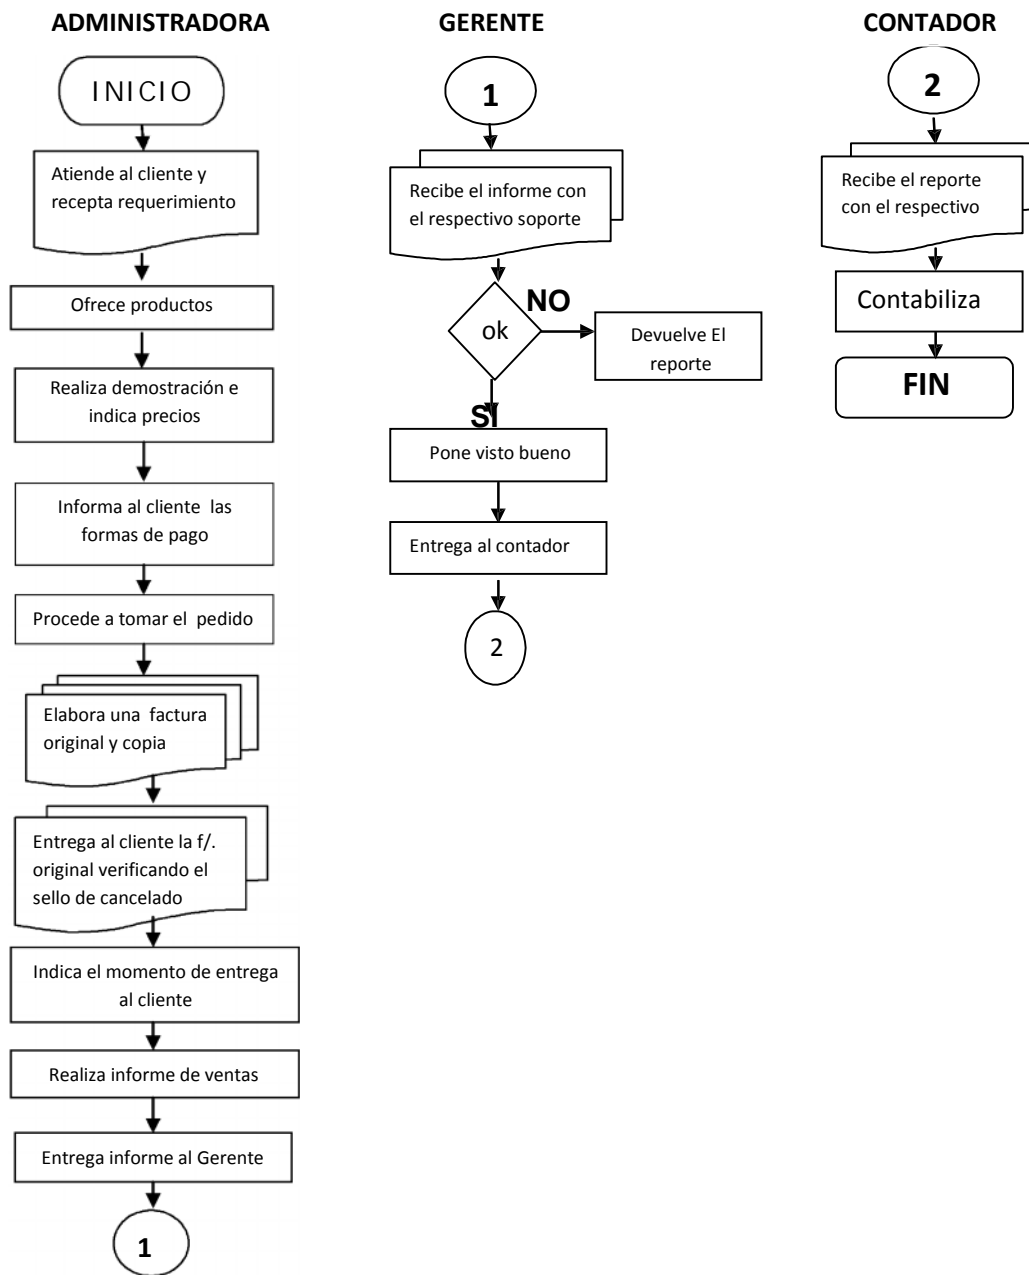 ADMINISTRADORA
INICIO
Atiende al cliente y
recepta requerimiento
Ofrece productos
Realiza demostración e
indica precios
Informa al cliente las
formas de pago
Procede a tomar el pedido
Elabora una factura
original y copia
Entrega al cliente la f/.
original verificando el
sello de cancelado
Indica el momento de entrega
al cliente
Realiza informe de ventas
Entrega informe al Gerente
1
GERENTE
1
Recibe el informe con
el respectivo soporte
ok
NO
Devuelve El
reporte
SI
Pone visto bueno
Entrega al contador
2
CONTADOR
2
Recibe el reporte
con el respectivo
Contabiliza
FIN